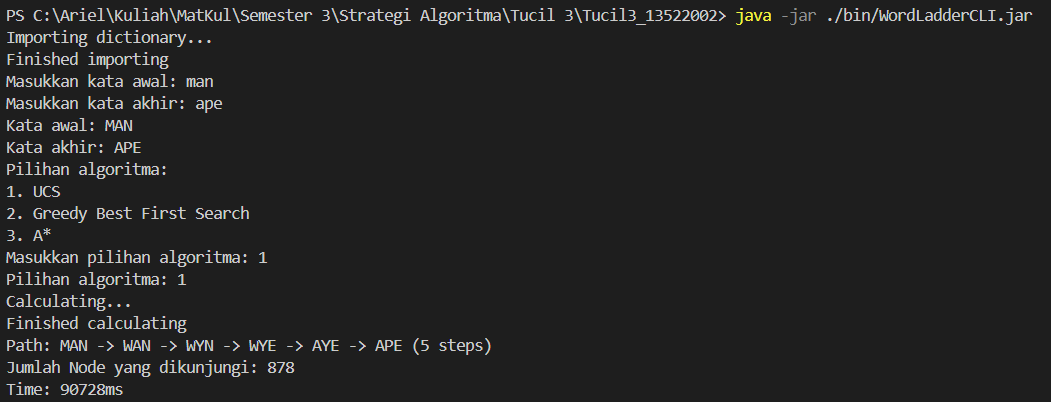 PS C:\Ariel\Kuliah\MatKul\Semester 3\Strategi Algoritma\Tucil 3\Tucil3_13522002> java -jar ./bin/WordLadderCLI.jar
Importing dictionary...
Finished importing
Masukkan kata awal: man
Masukkan kata akhir: ape
Kata awal: MAN
Kata akhir: APE
Pilihan algoritma:
1. UCS
2. Greedy Best First Search
3. A*
Masukkan pilihan algoritma: 1
Pilihan algoritma: 1
Calculating...
Finished calculating
Path: MAN -> WAN -> WYN -> WYE -> AYE -> APE (5 steps)
Jumlah Node yang dikunjungi: 878
Time: 90728ms